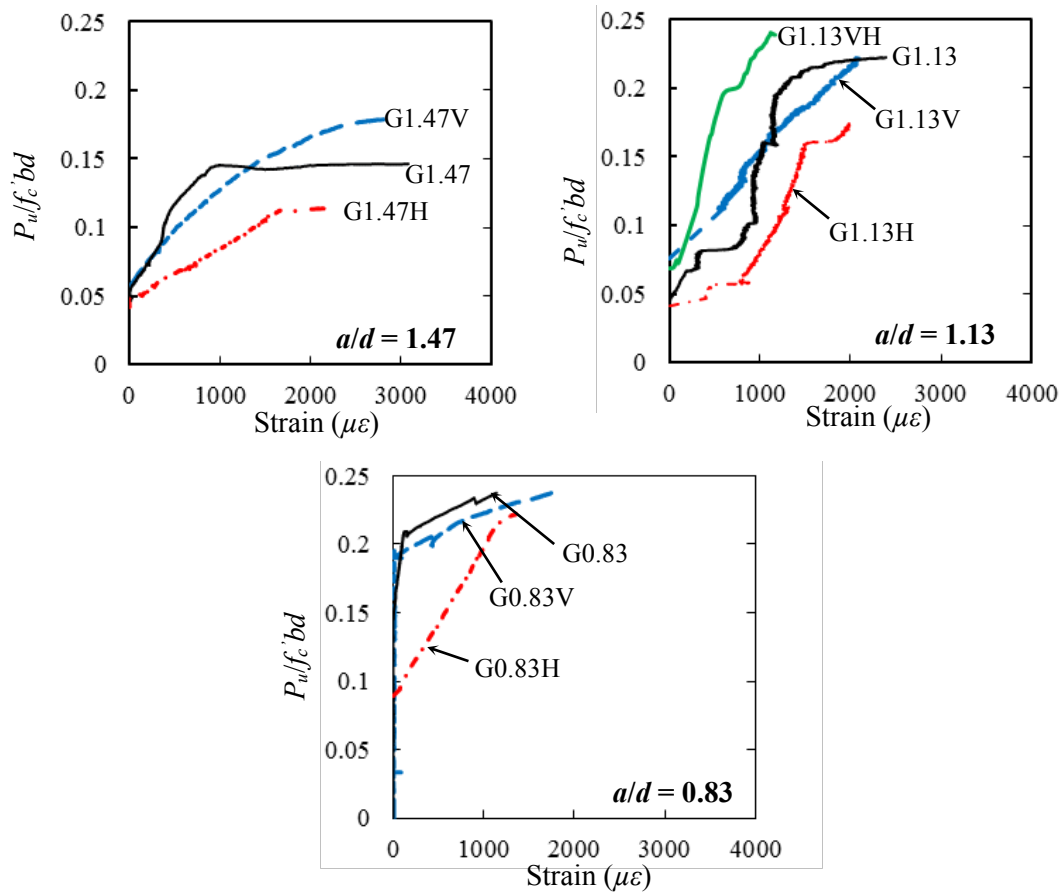 0.25
0.2
0.15
0.1
0.05
0
P_u/f_c'bd
G1.47V
G1.47
G1.47H
a/d = 1.47
0 1000 2000 3000 4000
Strain (με)
0.25
0.2
0.15
0.1
0.05
0
P_u/f_c'bd
G1.13VH
G1.13
G1.13V
G1.13H
a/d = 1.13
0 1000 2000 3000 4000
Strain (με)
0.25
0.2
0.15
0.1
0.05
0
P_u/f_c'bd
G0.83
G0.83V
G0.83H
a/d = 0.83
0 1000 2000 3000 4000
Strain (με)